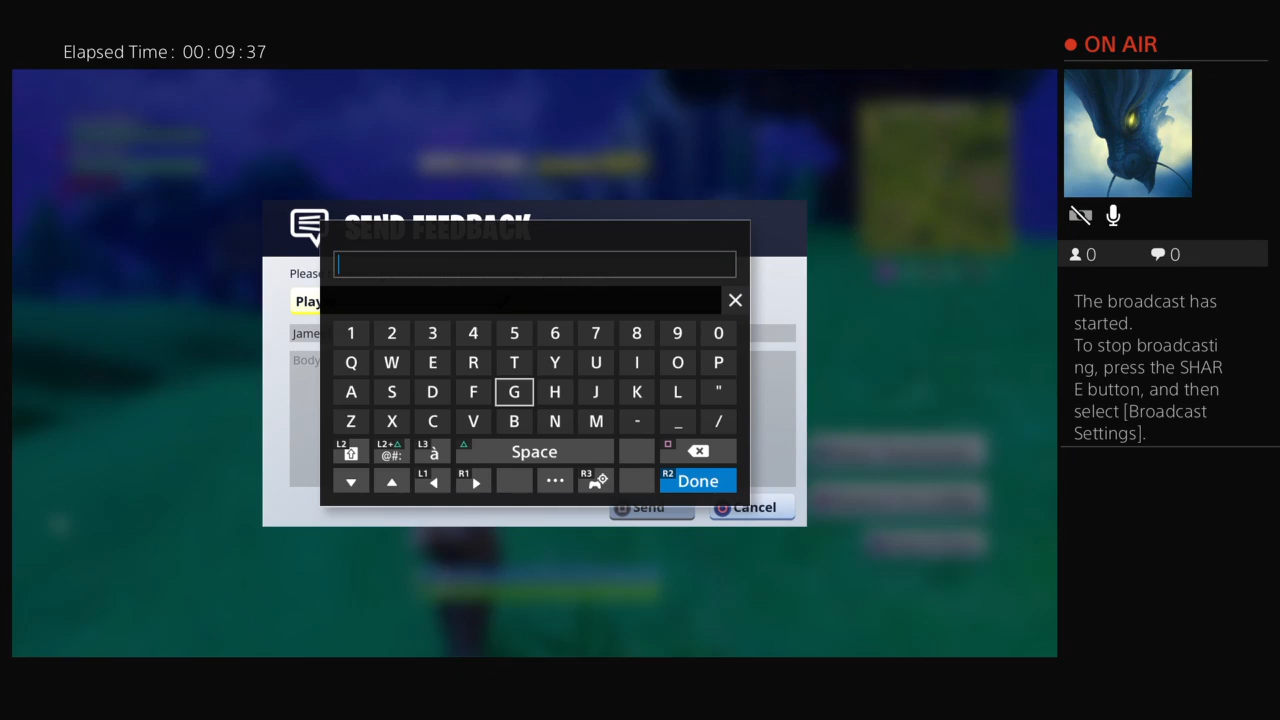 Elapsed Time: 00:09:37
ON AIR
SEND FEEDBACK
Please
Play
Jame
Body
1 2 3 4 5 6 7 8 9 0
Q W E R T Y U I O P
A S D F G H J K L "
Z X C V B N M - _ /
L2 L2+△ @#: L3 à △ Space
L1 R1 ... R3 R2 Done
Send Cancel
0 0
The broadcast has
started.
To stop broadcasti
ng, press the SHAR
E button, and then
select [Broadcast
Settings].